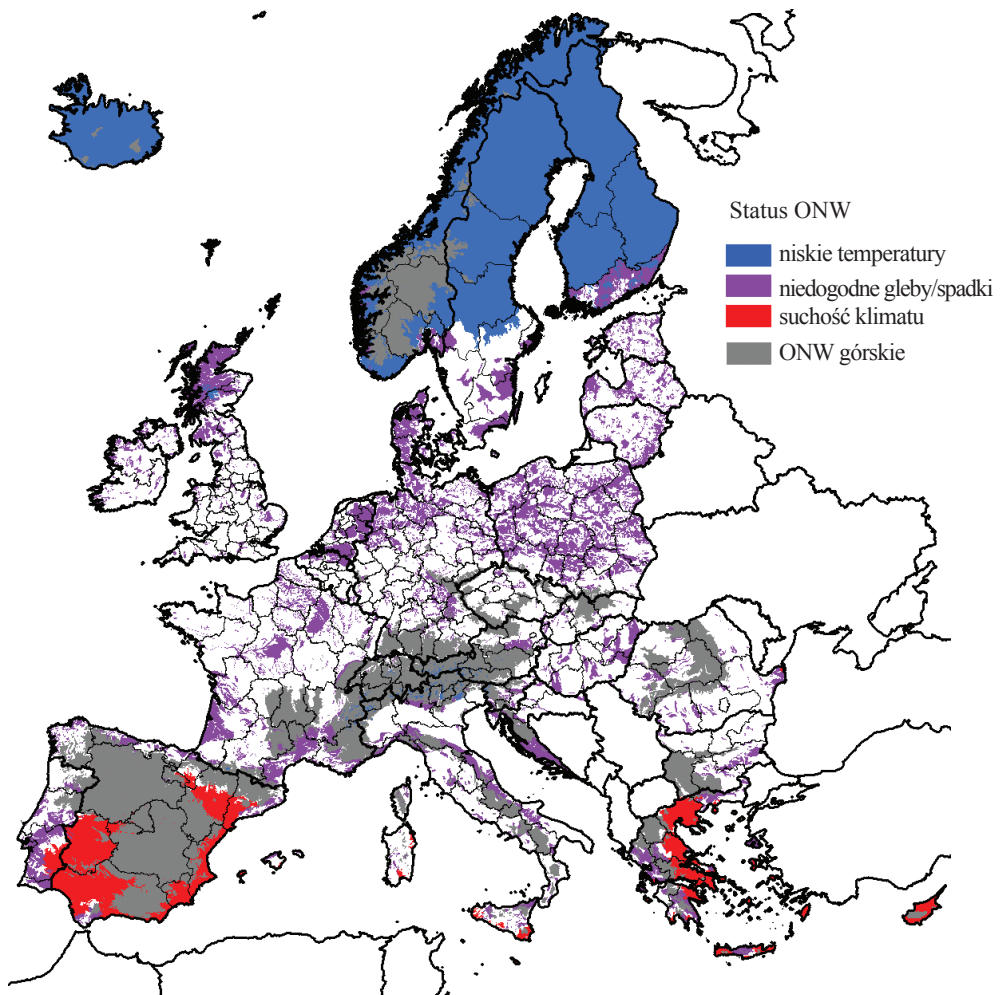 Status ONW
niskie temperatury
niedogodne gleby/spadki
suchość klimatu
ONW górskie